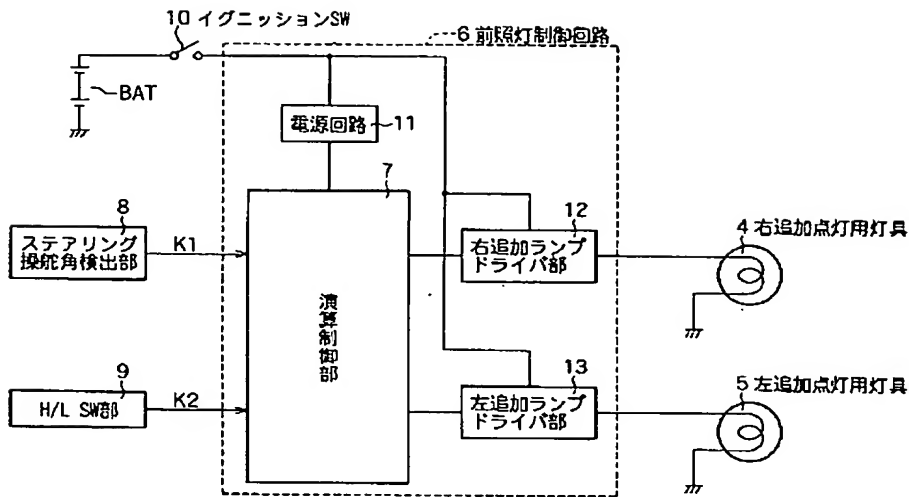 10 イグニッションSW
6 前照灯制御回路
BAT
電源回路
11
7
8
ステアリング
操舵角検出部
K1
12
右追加ランプ
ドライバ部
4 右追加点灯用灯具
演算制御部
9
H/L SW部
K2
13
左追加ランプ
ドライバ部
5 左追加点灯用灯具